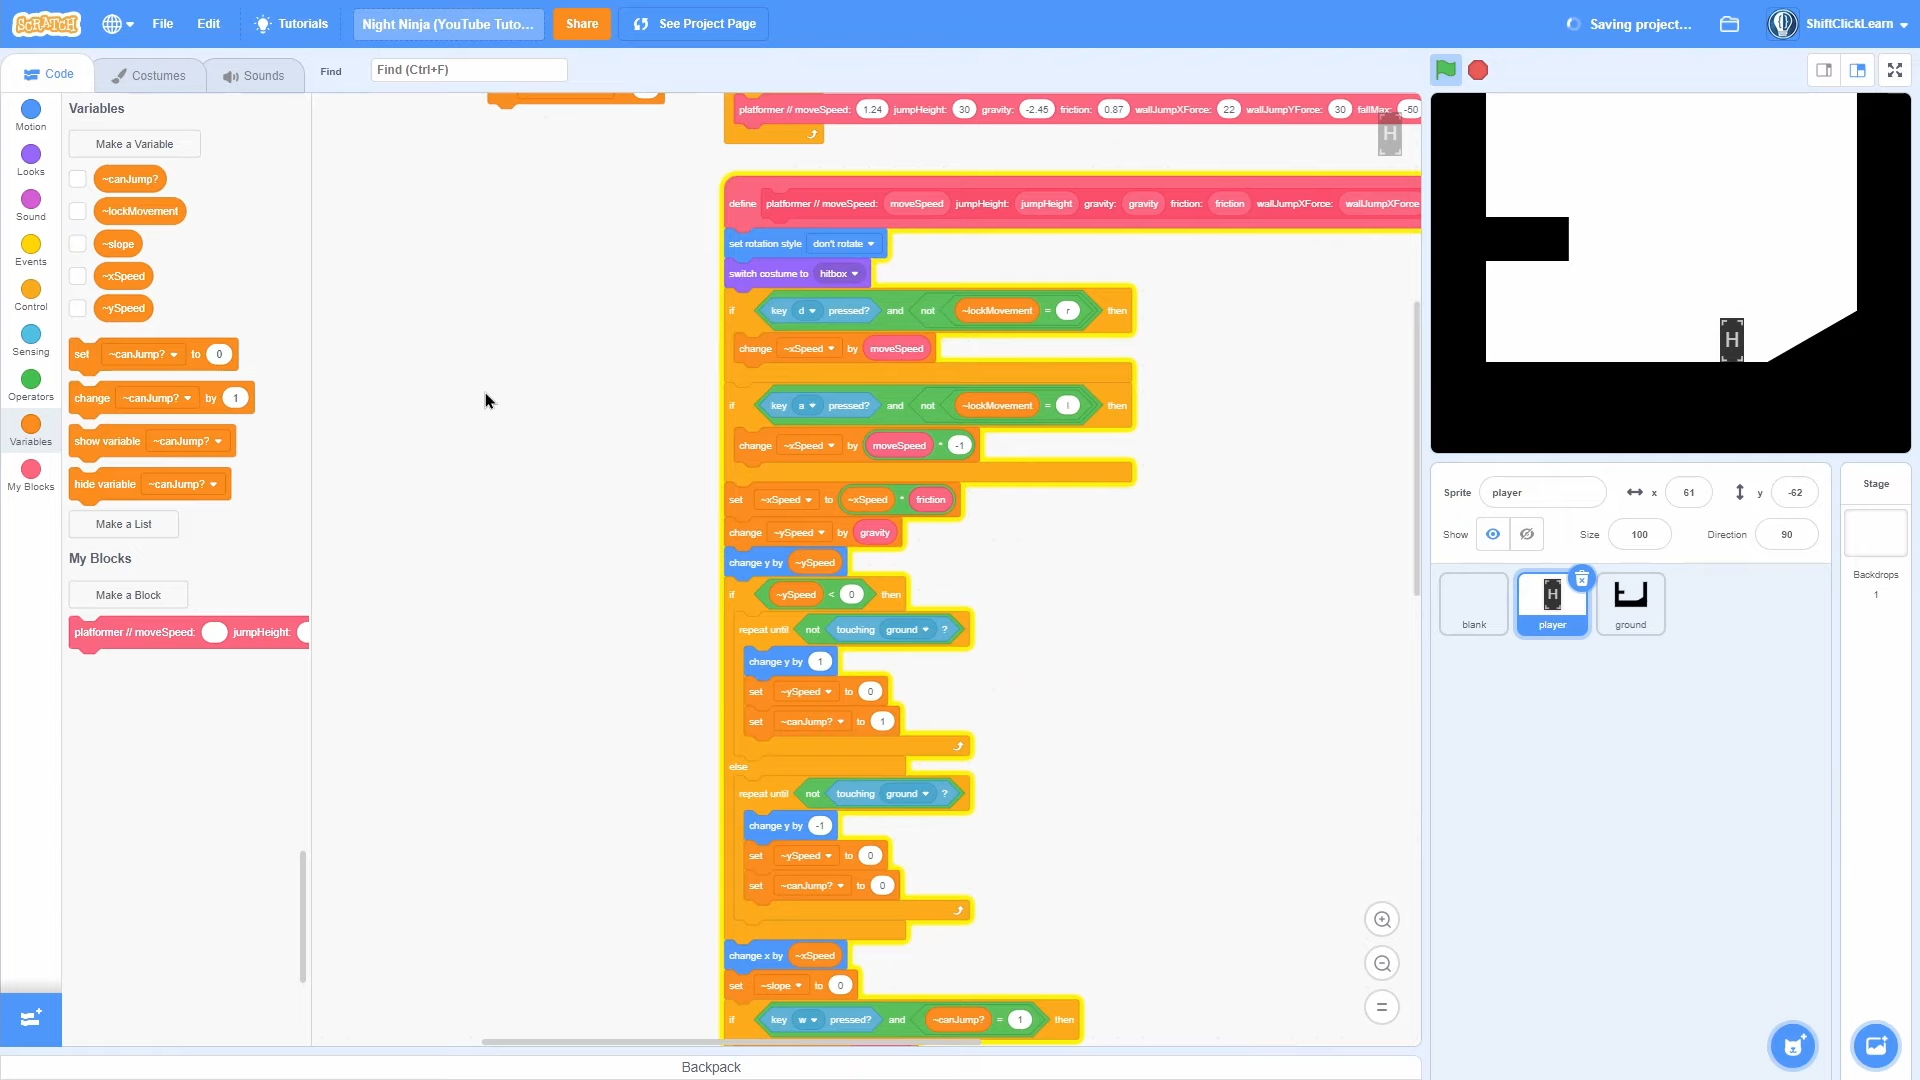 SCRATCH File Edit Tutorials Night Ninja (YouTube Tuto... Share See Project Page Saving project... ShiftClickLearn
Code Costumes Sounds Find Find (Ctrl+F)
Motion
Looks
Sound
Events
Control
Sensing
Operators
Variables
My Blocks
Variables
Make a Variable
~canJump?
~lockMovement
~slope
~xSpeed
~ySpeed
set ~canJump? to 0
change ~canJump? by 1
show variable ~canJump?
hide variable ~canJump?
Make a List
My Blocks
Make a Block
platformer // moveSpeed: jumpHeight:
platformer // moveSpeed: 1.24 jumpHeight: 30 gravity: -2.45 friction: 0.87 wallJumpXForce: 22 wallJumpYForce: 30 fallMax: -50
H
define platformer // moveSpeed: moveSpeed jumpHeight: jumpHeight gravity: gravity friction: friction wallJumpXForce: wallJumpXForce
set rotation style don't rotate
switch costume to hitbox
if key d pressed? and not ~lockMovement = r then
change ~xSpeed by moveSpeed
if key a pressed? and not ~lockMovement = l then
change ~xSpeed by moveSpeed * -1
set ~xSpeed to ~xSpeed * friction
change ~ySpeed by gravity
change y by ~ySpeed
if ~ySpeed < 0 then
repeat until not touching ground ?
change y by 1
set ~ySpeed to 0
set ~canJump? to 1
else
repeat until not touching ground ?
change y by -1
set ~ySpeed to 0
set ~canJump? to 0
change x by ~xSpeed
set ~slope to 0
if key w pressed? and ~canJump? = 1 then
Backpack
H
Sprite player x 61 y -62
Show Size 100 Direction 90
blank
H
player
ground
Stage
Backdrops
1